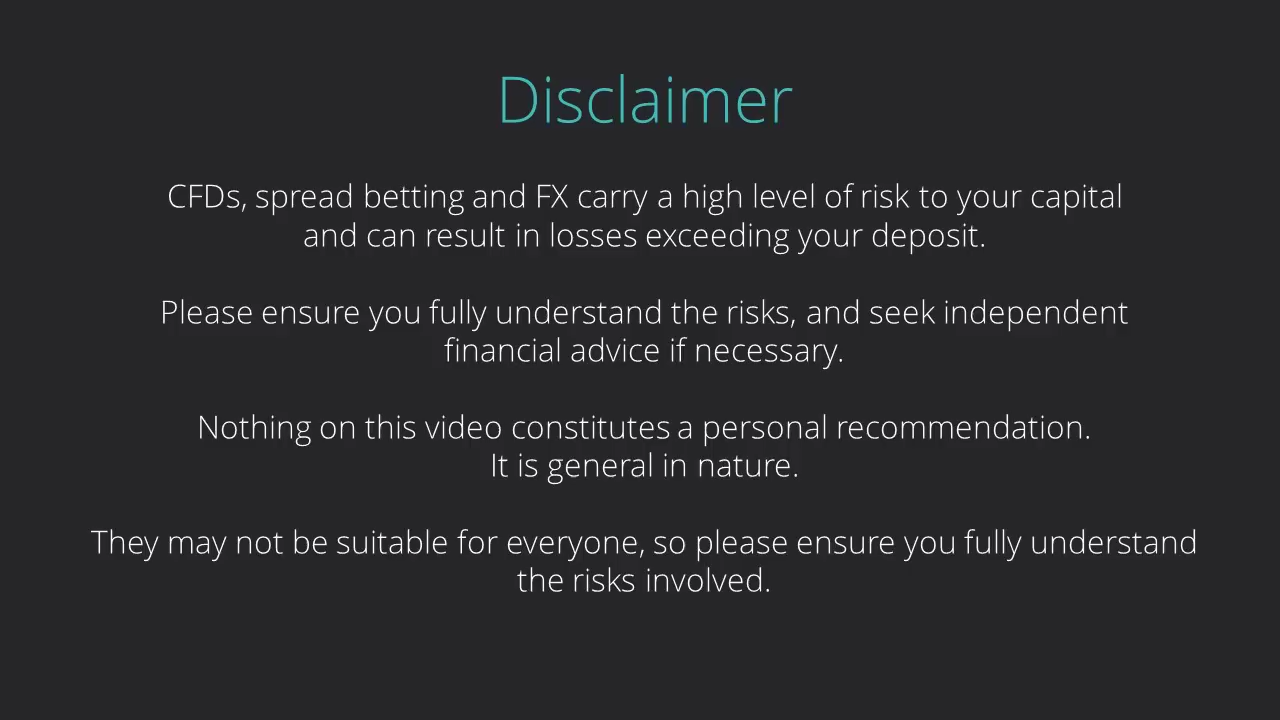 Disclaimer
CFDs, spread betting and FX carry a high level of risk to your capital
and can result in losses exceeding your deposit.
Please ensure you fully understand the risks, and seek independent
financial advice if necessary.
Nothing on this video constitutes a personal recommendation.
It is general in nature.
They may not be suitable for everyone, so please ensure you fully understand
the risks involved.